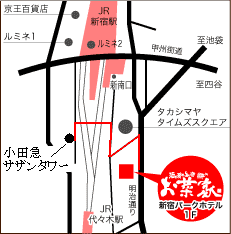 京王百貨店
JR
新宿駅
ルミネ1
ルミネ2
至池袋
甲州街道
新南口
至四谷
タカシマヤ
タイムズスクエア
小田急
サザンタワー
お茶家
新宿パークホテル
1F
明治通り
JR
代々木駅